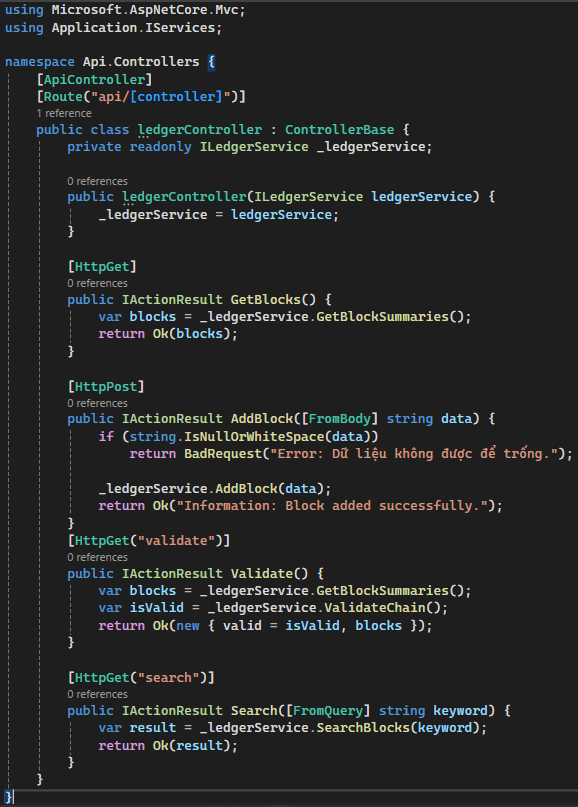 using Microsoft.AspNetCore.Mvc;
using Application.IServices;
namespace Api.Controllers {
[ApiController]
[Route("api/[controller]")]
1 reference
public class ledgerController : ControllerBase {
private readonly ILedgerService _ledgerService;
0 references
public ledgerController(ILedgerService ledgerService) {
_ledgerService = ledgerService;
}
[HttpGet]
0 references
public IActionResult GetBlocks() {
var blocks = _ledgerService.GetBlockSummaries();
return Ok(blocks);
}
[HttpPost]
0 references
public IActionResult AddBlock([FromBody] string data) {
if (string.IsNullOrWhiteSpace(data))
return BadRequest("Error: Dữ liệu không được để trống.");
_ledgerService.AddBlock(data);
return Ok("Information: Block added successfully.");
}
[HttpGet("validate")]
0 references
public IActionResult Validate() {
var blocks = _ledgerService.GetBlockSummaries();
var isValid = _ledgerService.ValidateChain();
return Ok(new { valid = isValid, blocks });
}
[HttpGet("search")]
0 references
public IActionResult Search([FromQuery] string keyword) {
var result = _ledgerService.SearchBlocks(keyword);
return Ok(result);
}
}
}